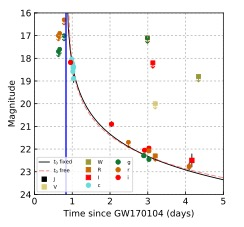 16
17
18
19
20
21
22
23
24
Magnitude
t₀ fixed
t₀ free
J
V
W
R
I
c
g
r
i
0
1
2
3
4
5
Time since GW170104 (days)